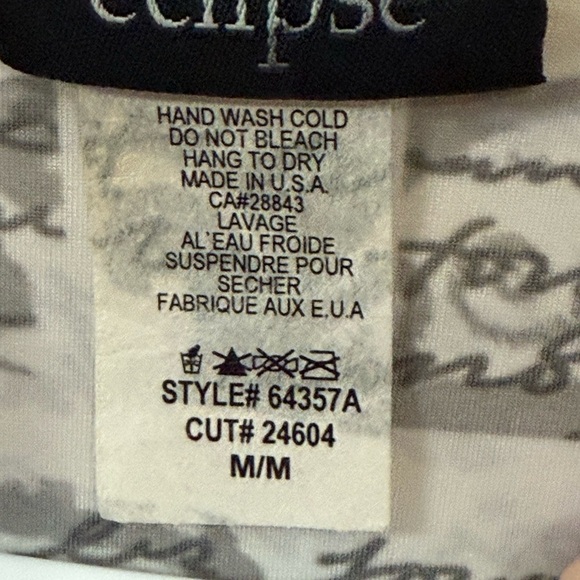 eclipse
HAND WASH COLD
DO NOT BLEACH
HANG TO DRY
MADE IN U.S.A.
CA#28843
LAVAGE
AL'EAU FROIDE
SUSPENDRE POUR
SECHER
FABRIQUE AUX E.U.A
STYLE# 64357A
CUT# 24604
M/M